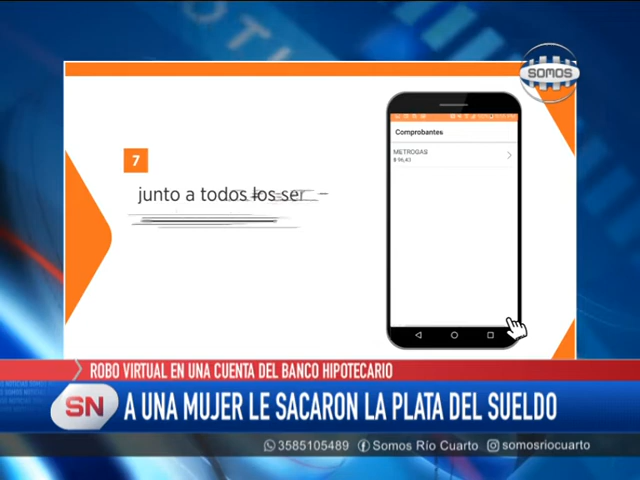 SOMOS
7
junto a todos los ser
Comprobantes
METROGAS
$ 96,43
ROBO VIRTUAL EN UNA CUENTA DEL BANCO HIPOTECARIO
SN
A UNA MUJER LE SACARON LA PLATA DEL SUELDO
3585105489 Somos Río Cuarto somosriocuarto